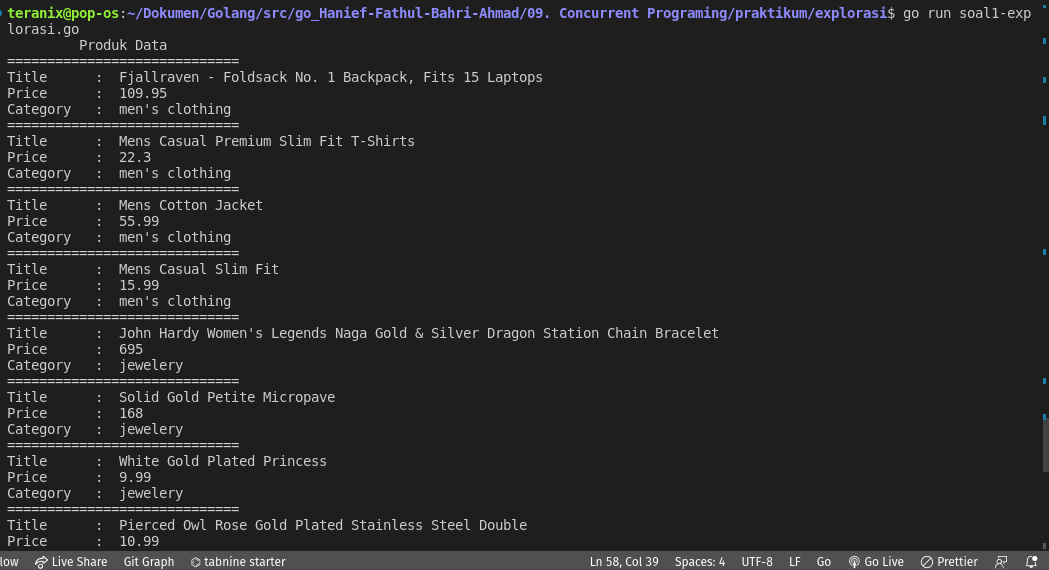 teranix@pop-os:~/Dokumen/Golang/src/go_Hanief-Fathul-Bahri-Ahmad/09. Concurrent Programing/praktikum/explorasi$ go run soal1-exp
lorasi.go
Produk Data
=============================
Title      :  Fjallraven - Foldsack No. 1 Backpack, Fits 15 Laptops
Price      :  109.95
Category   :  men's clothing
=============================
Title      :  Mens Casual Premium Slim Fit T-Shirts
Price      :  22.3
Category   :  men's clothing
=============================
Title      :  Mens Cotton Jacket
Price      :  55.99
Category   :  men's clothing
=============================
Title      :  Mens Casual Slim Fit
Price      :  15.99
Category   :  men's clothing
=============================
Title      :  John Hardy Women's Legends Naga Gold & Silver Dragon Station Chain Bracelet
Price      :  695
Category   :  jewelery
=============================
Title      :  Solid Gold Petite Micropave
Price      :  168
Category   :  jewelery
=============================
Title      :  White Gold Plated Princess
Price      :  9.99
Category   :  jewelery
=============================
Title      :  Pierced Owl Rose Gold Plated Stainless Steel Double
Price      :  10.99
low Live Share Git Graph tabnine starter Ln 58, Col 39 Spaces: 4 UTF-8 LF Go Go Live Prettier